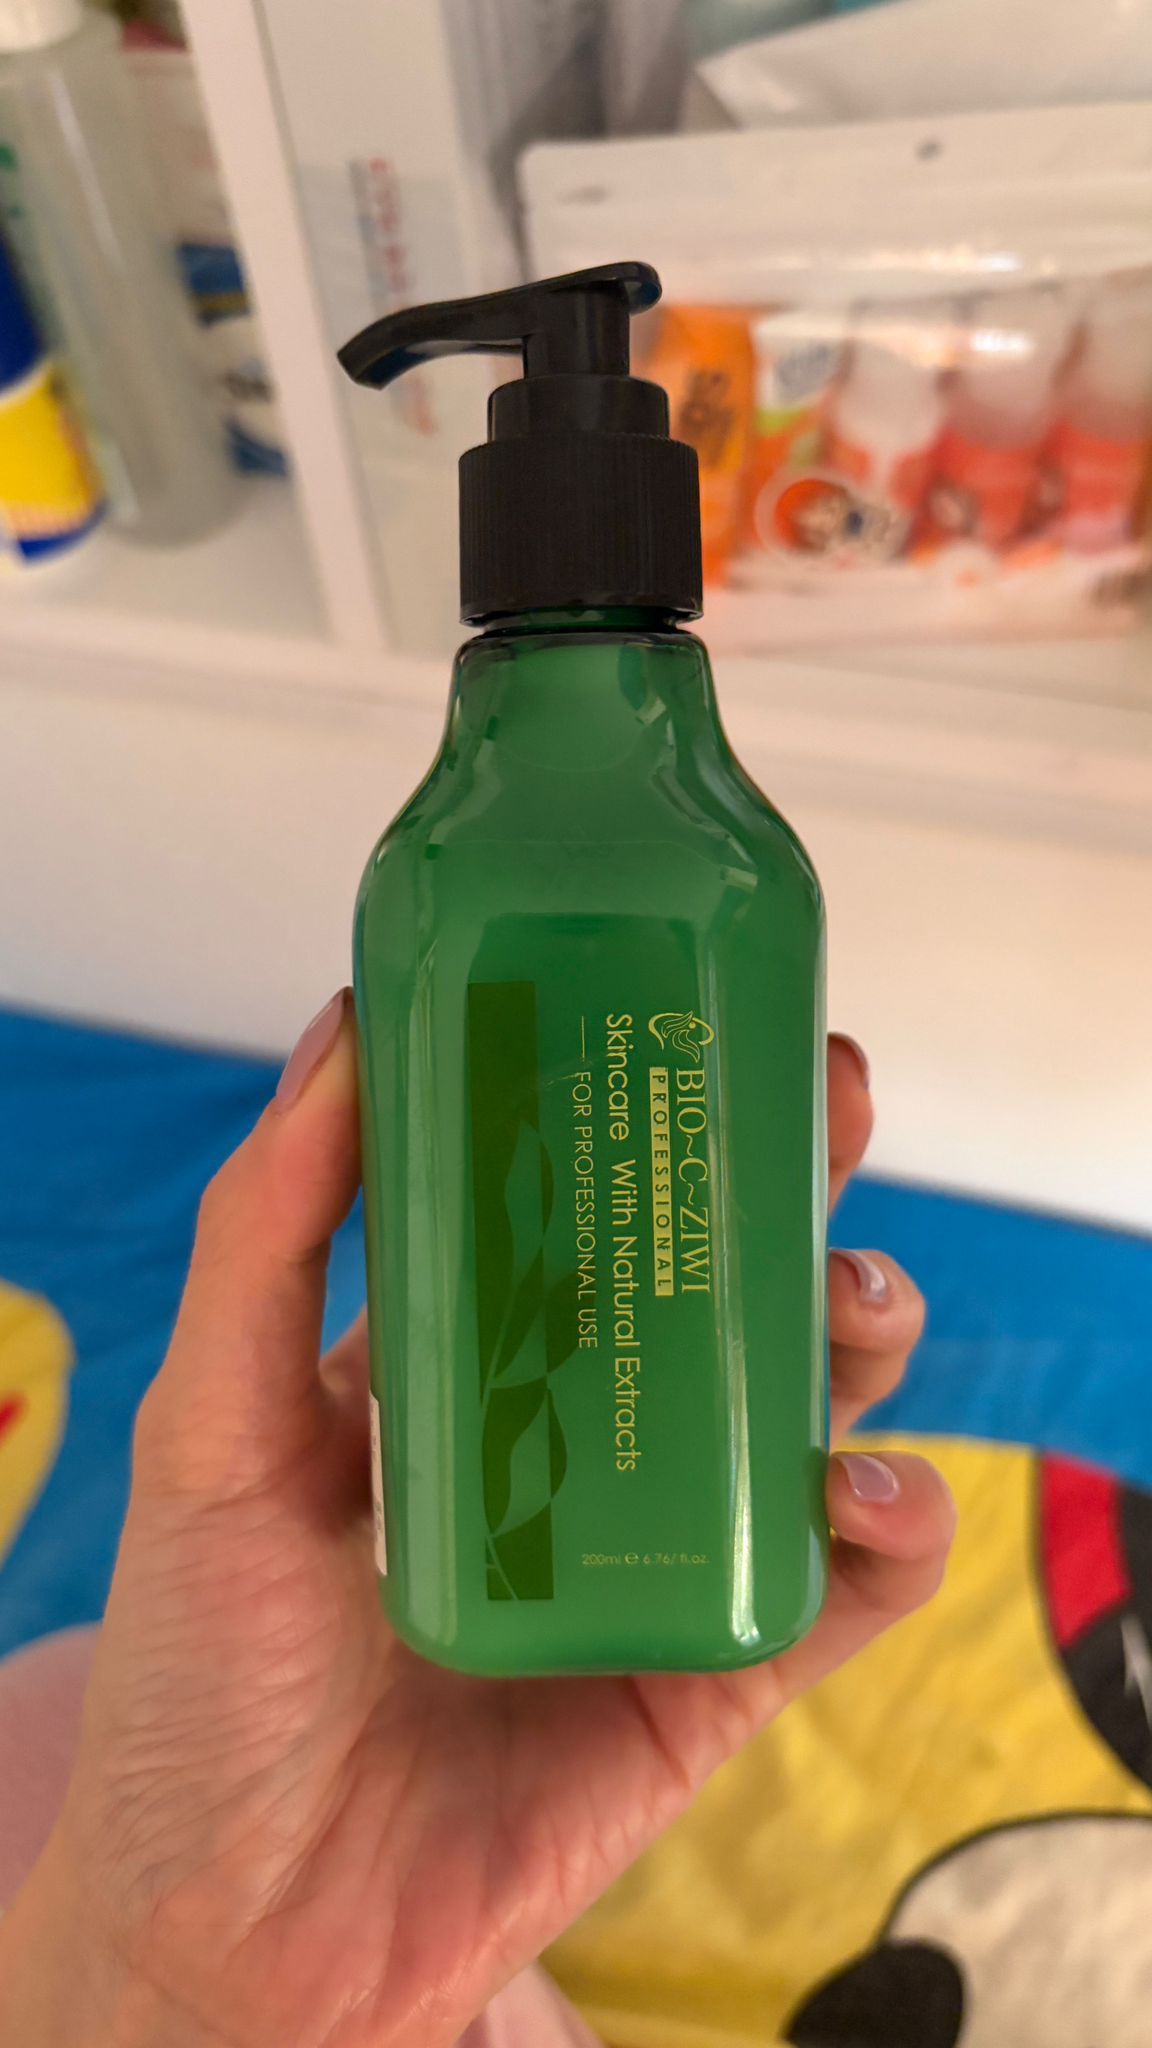 BIO~C~ZIWI
PROFESSIONAL
Skincare With Natural Extracts
FOR PROFESSIONAL USE
200ml e 6.76/ fl.oz.